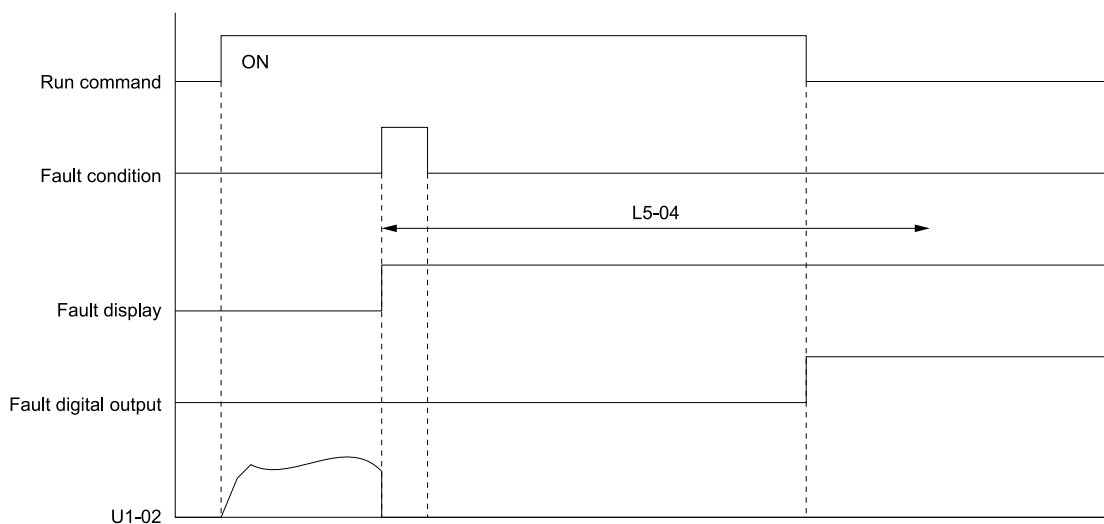 ON
Run command
Fault condition
L5-04
Fault display
Fault digital output
U1-02